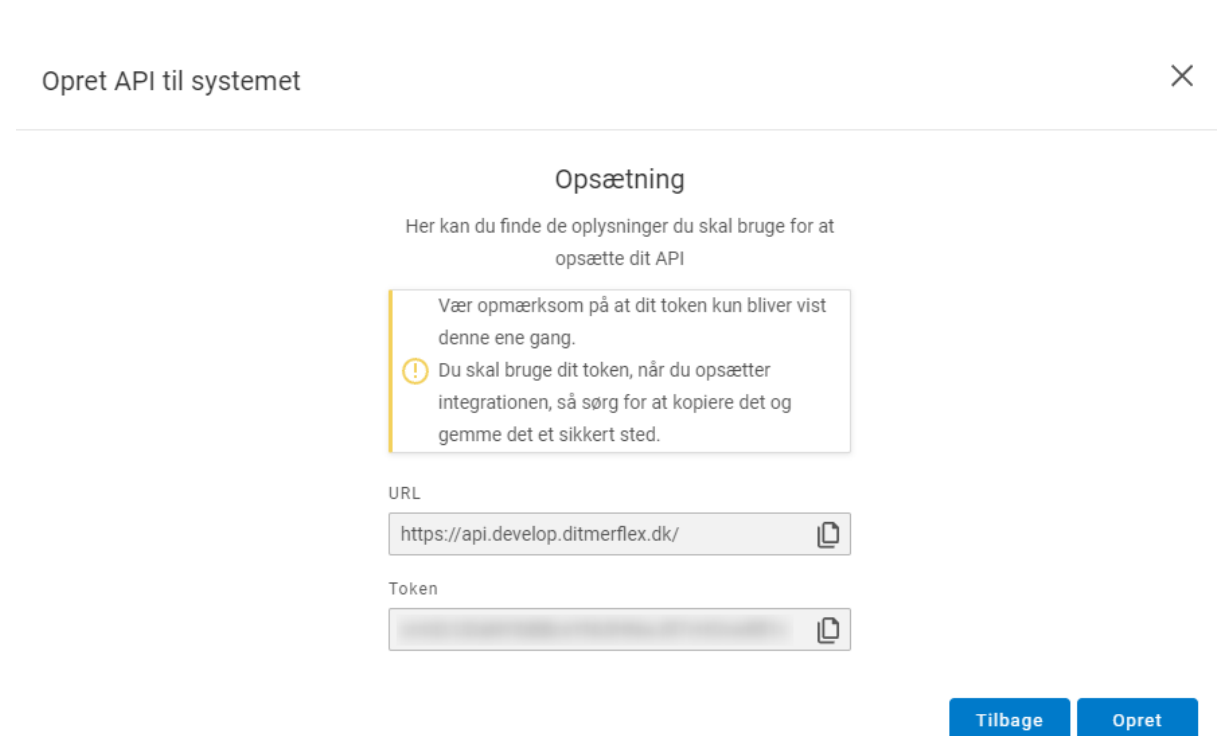 Opret API til systemet
Opsætning
Her kan du finde de oplysninger du skal bruge for at
opsætte dit API
Vær opmærksom på at dit token kun bliver vist
denne ene gang.
Du skal bruge dit token, når du opsætter
integrationen, så sørg for at kopiere det og
gemme det et sikkert sted.
URL
https://api.develop.ditmerflex.dk/
Token
Tilbage
Opret